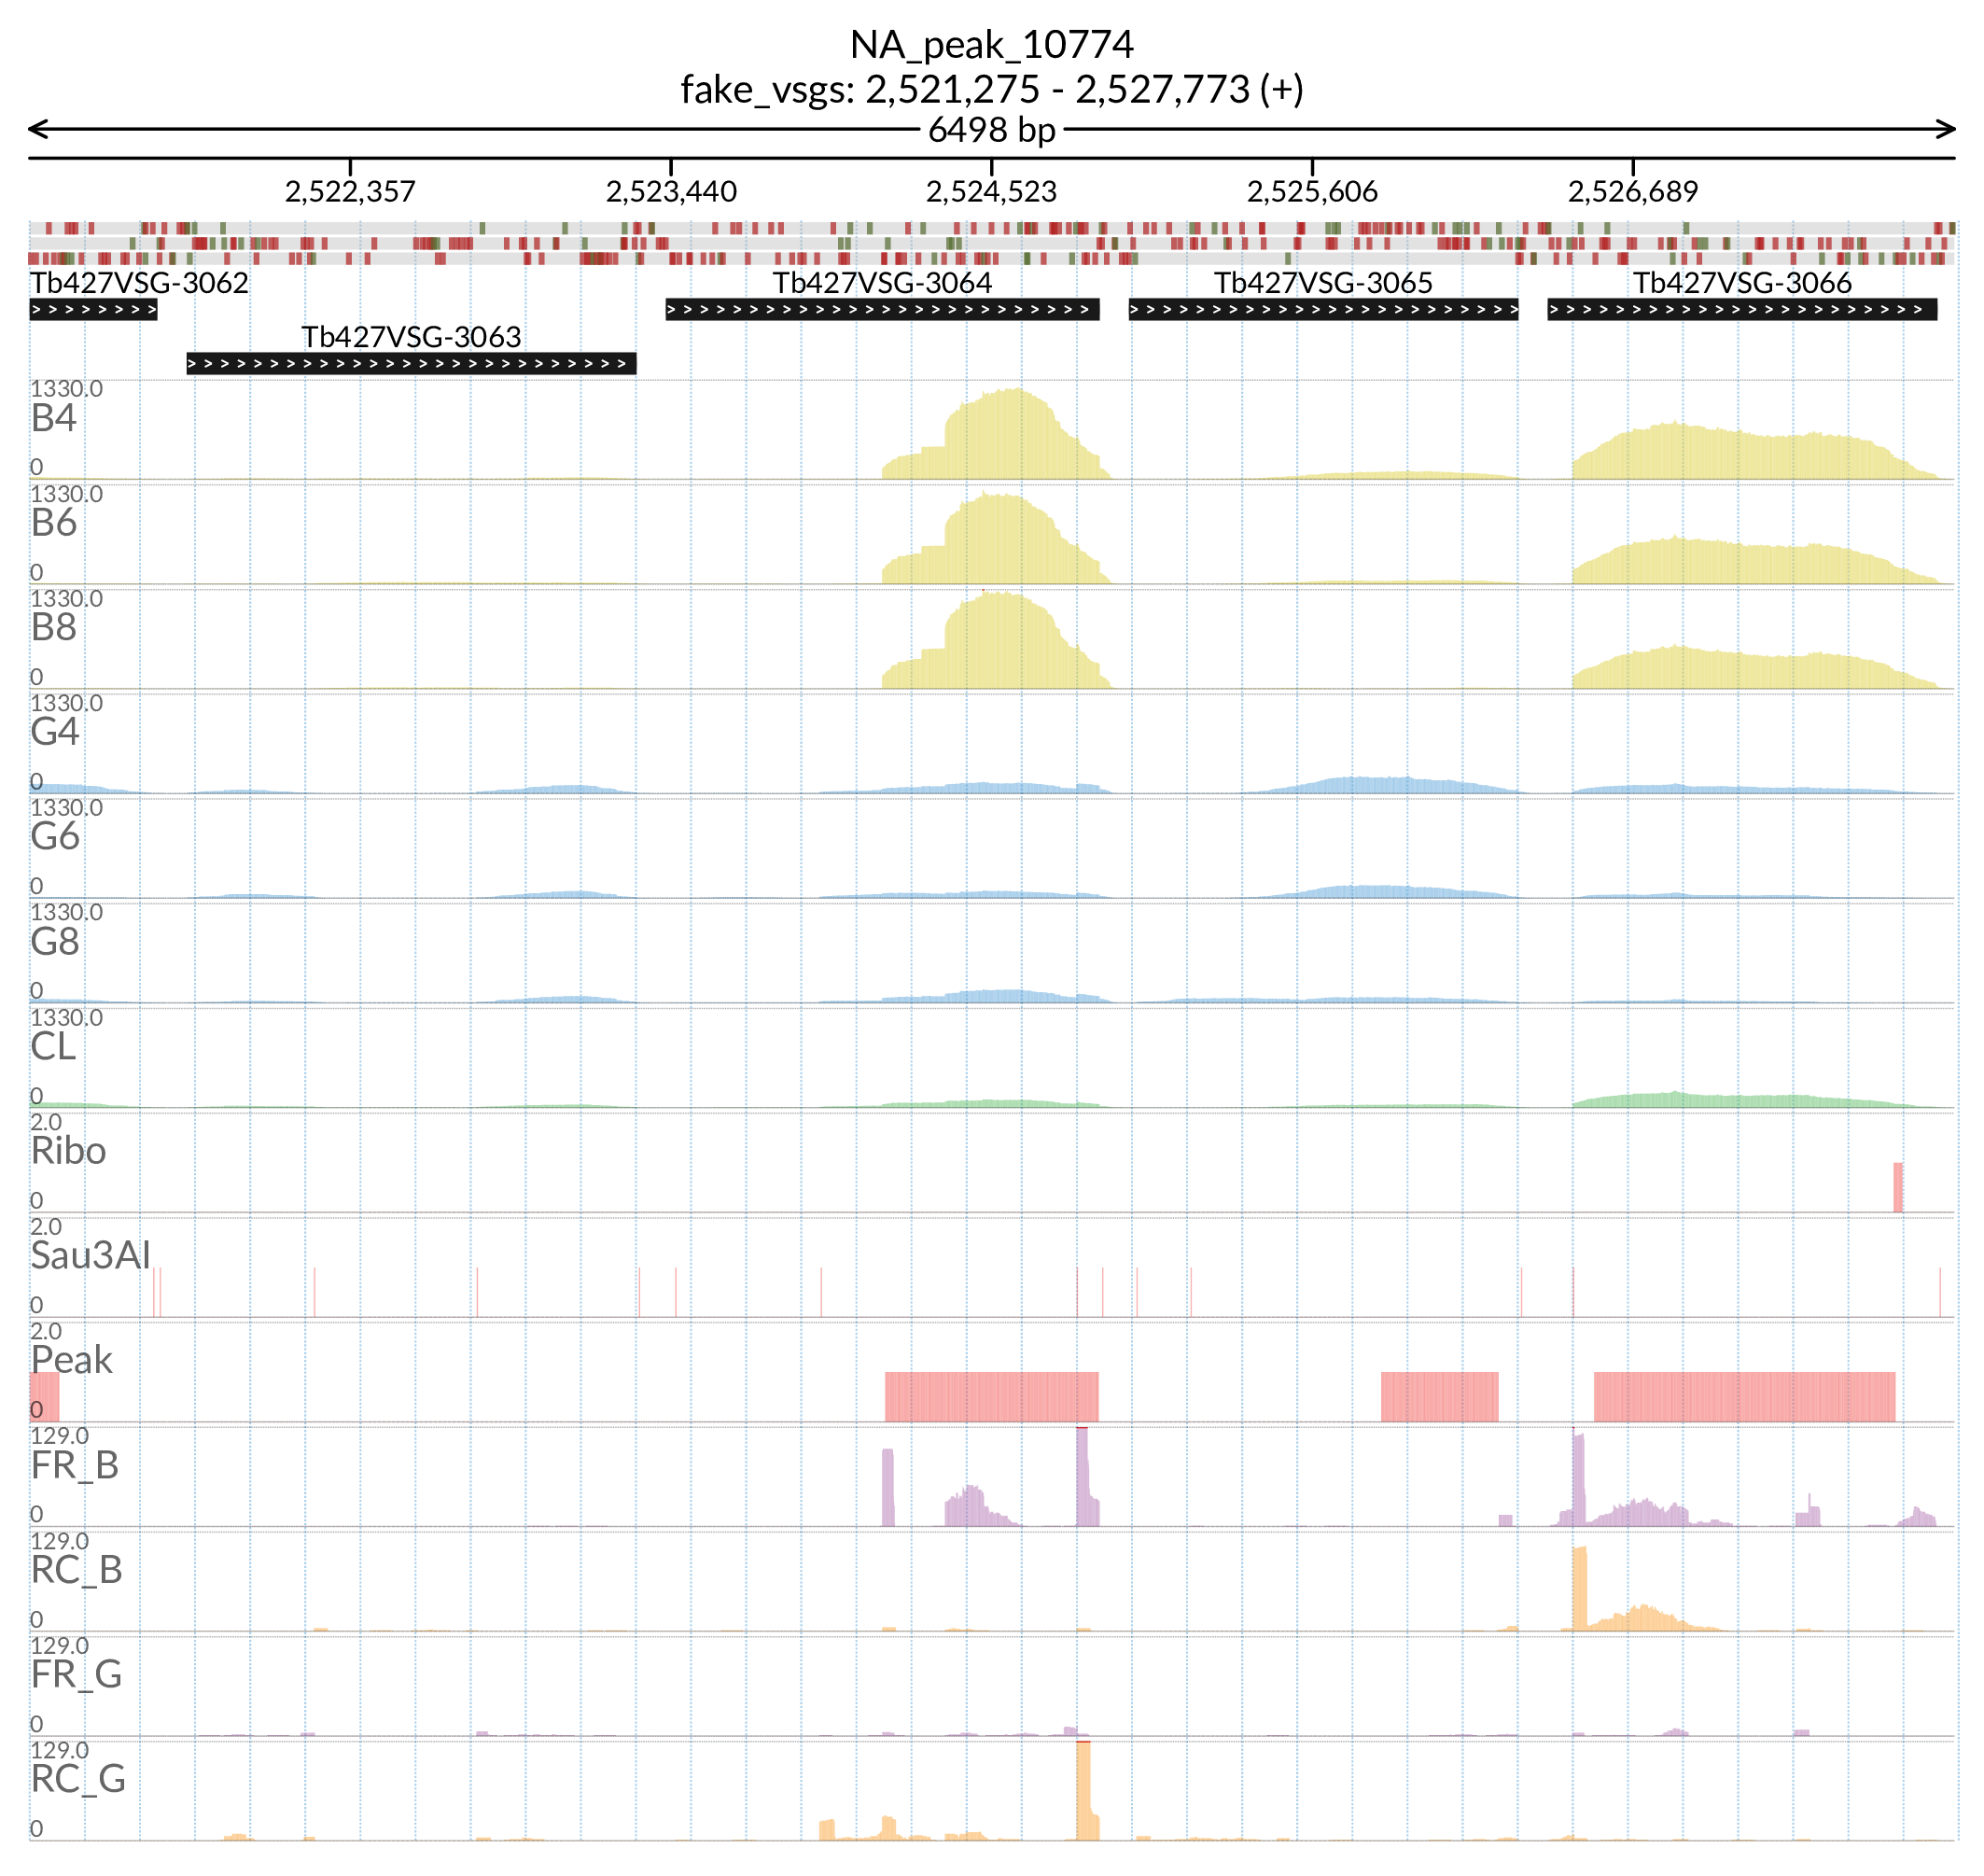 NA_peak_10774
fake_vsgs: 2,521,275 - 2,527,773 (+)
6498 bp
2,522,357 2,523,440 2,524,523 2,525,606 2,526,689
Tb427VSG-3062 Tb427VSG-3064 Tb427VSG-3065 Tb427VSG-3066
Tb427VSG-3063
1330.0
B4
0
1330.0
B6
0
1330.0
B8
0
1330.0
G4
0
1330.0
G6
0
1330.0
G8
0
1330.0
CL
0
2.0
Ribo
0
2.0
Sau3AI
0
2.0
Peak
0
129.0
FR_B
0
129.0
RC_B
0
129.0
FR_G
0
129.0
RC_G
0